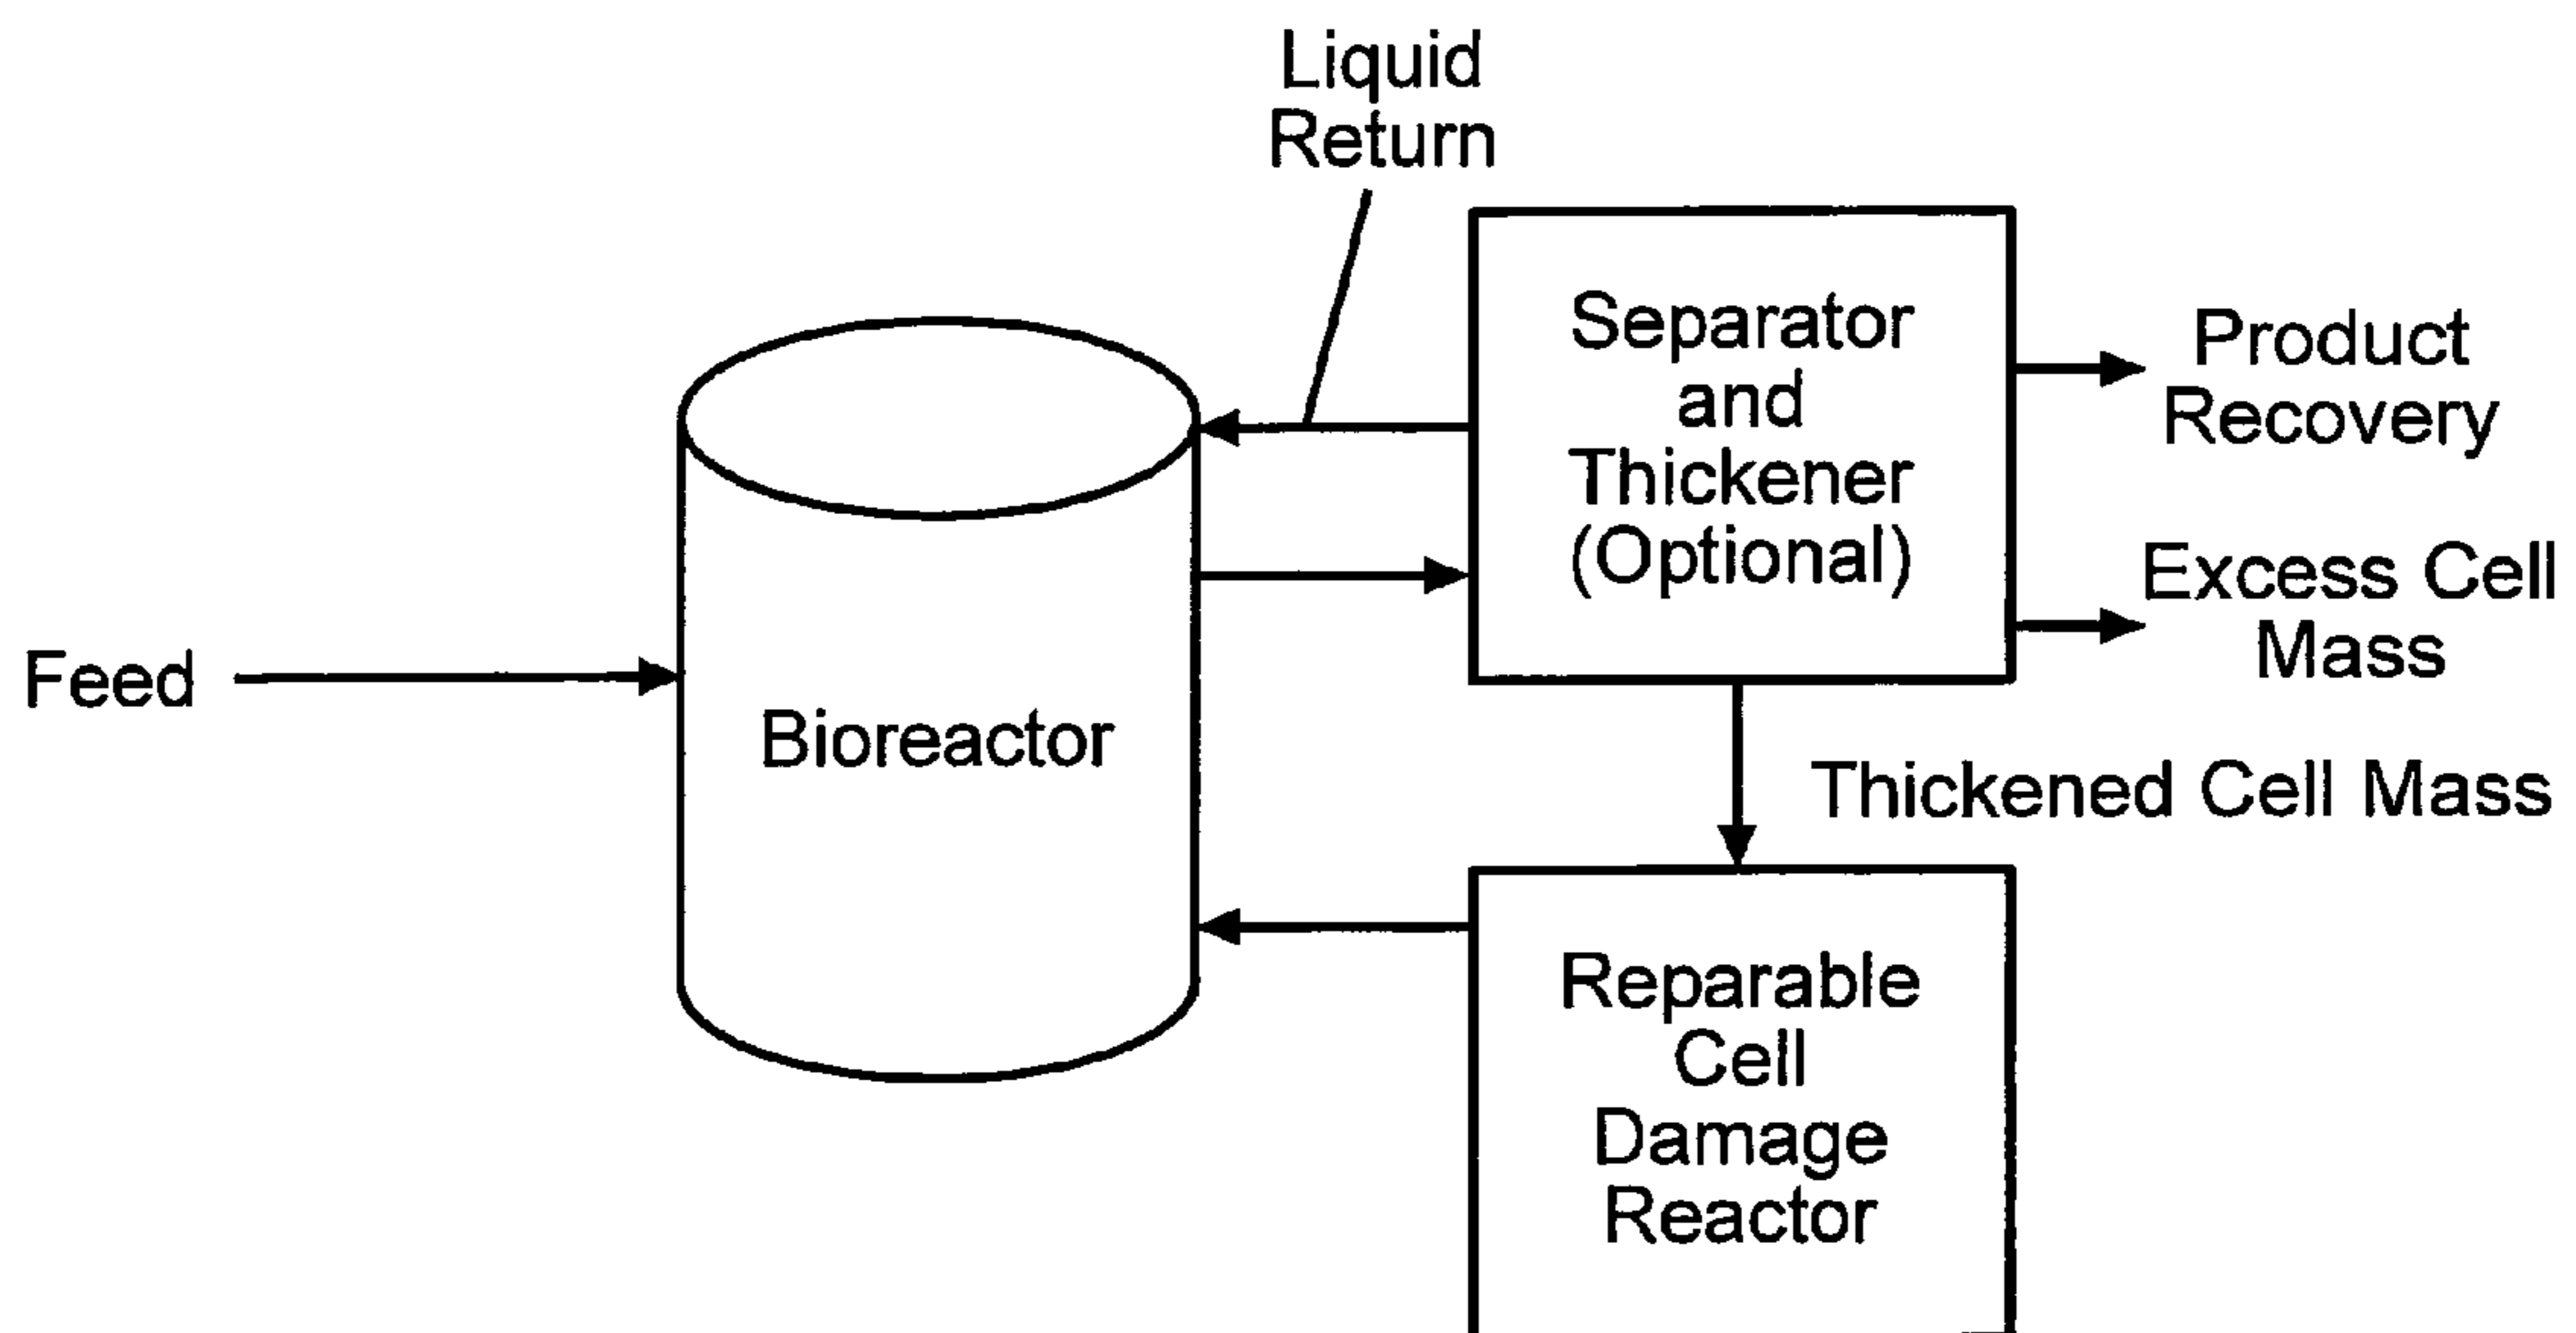 Liquid
Return
Separator
and
Thickener
(Optional)
Product
Recovery
Excess Cell
Mass
Feed
Bioreactor
Thickened Cell Mass
Reparable
Cell
Damage
Reactor